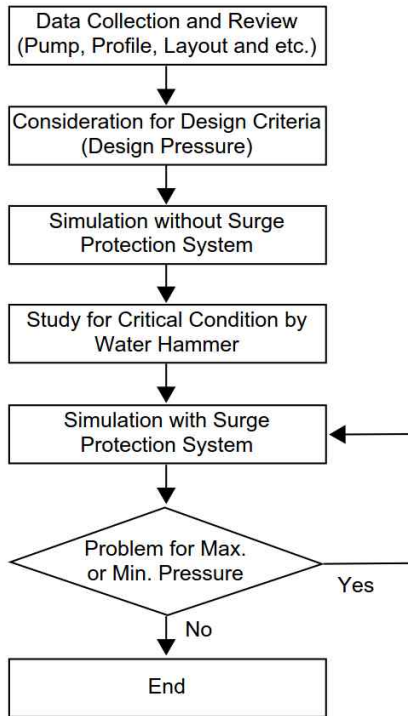 Data Collection and Review
(Pump, Profile, Layout and etc.)
Consideration for Design Criteria
(Design Pressure)
Simulation without Surge
Protection System
Study for Critical Condition by
Water Hammer
Simulation with Surge
Protection System
Problem for Max.
or Min. Pressure
Yes
No
End